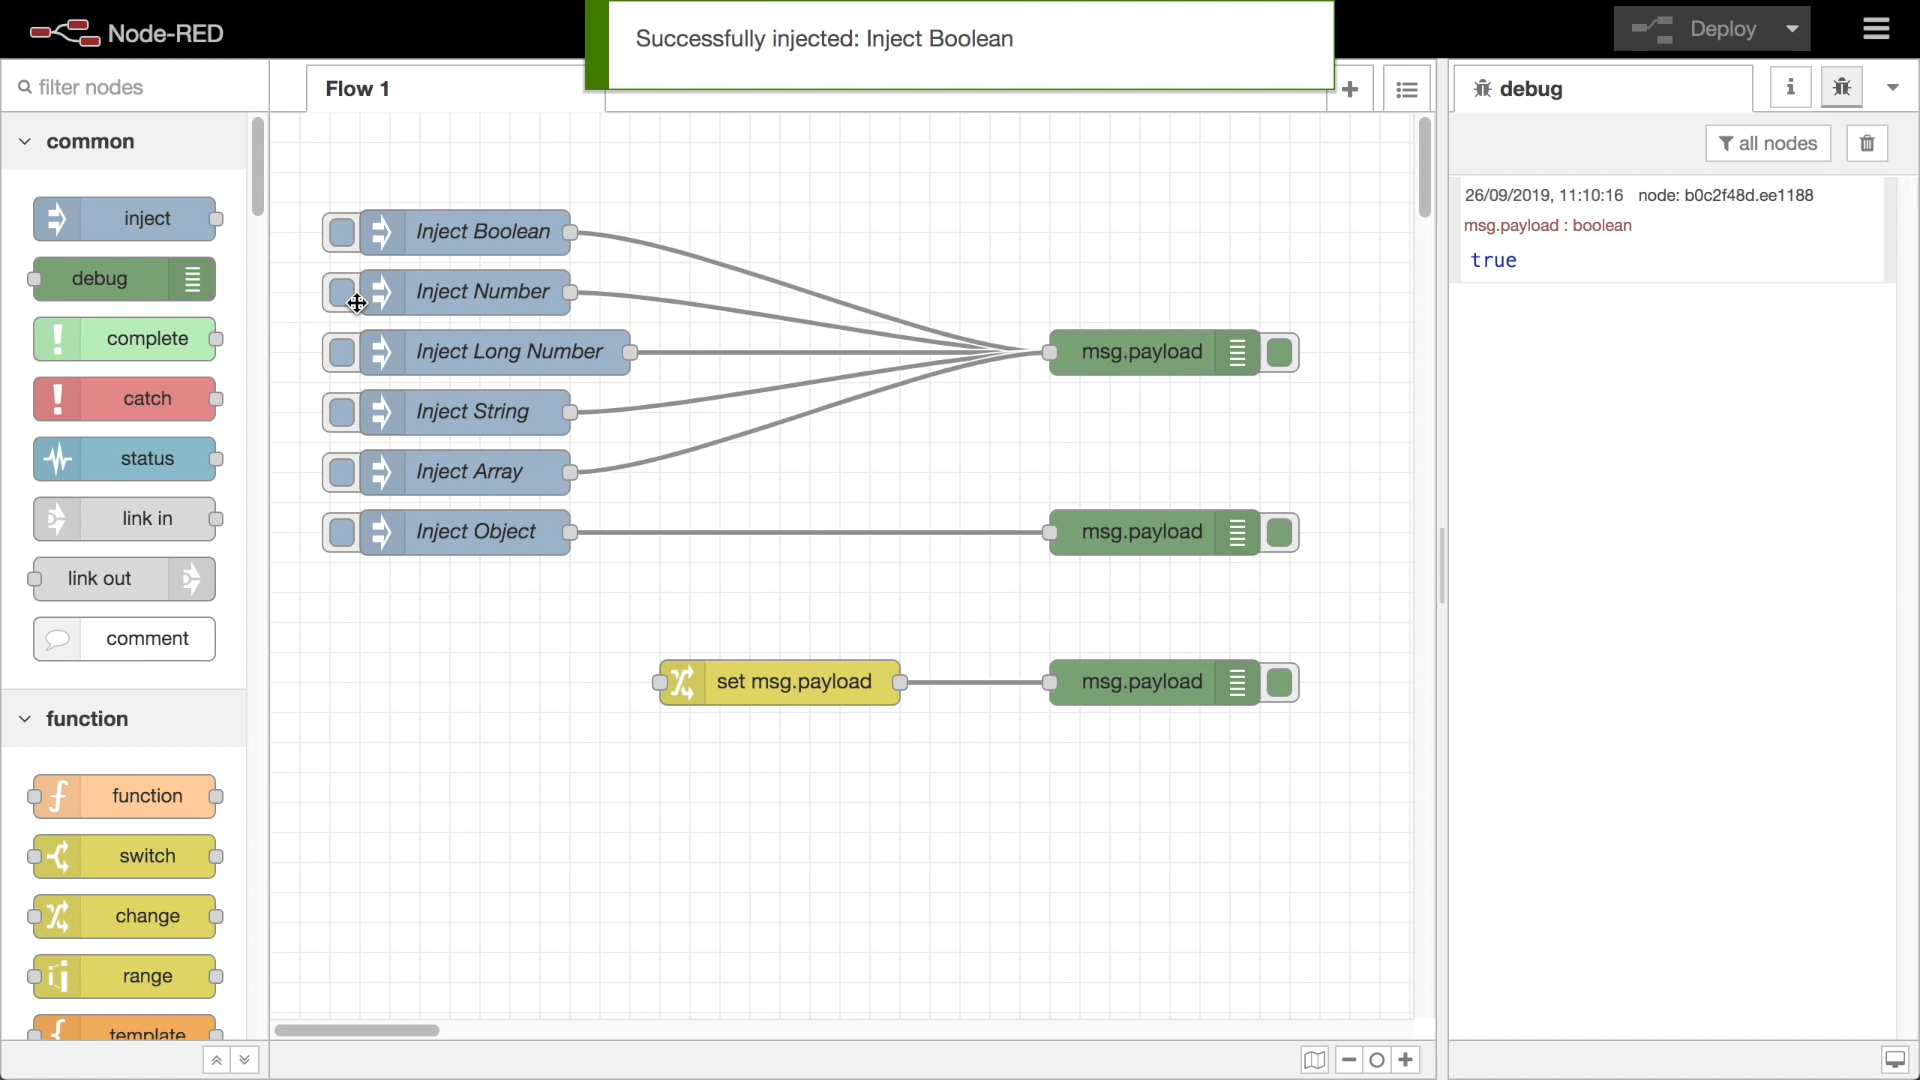 Node-RED
Successfully injected: Inject Boolean
Deploy
filter nodes
Flow 1
debug
i
all nodes
common
inject
debug
complete
catch
status
link in
link out
comment
function
function
switch
change
range
template
Inject Boolean
Inject Number
Inject Long Number
Inject String
Inject Array
Inject Object
msg.payload
msg.payload
set msg.payload
msg.payload
26/09/2019, 11:10:16 node: b0c2f48d.ee1188
msg.payload : boolean
true